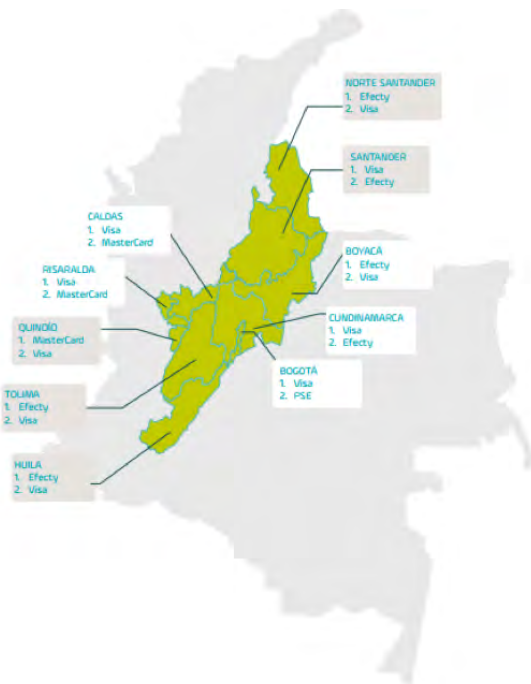 NORTE SANTANDER
1. Efecty
2. Visa
SANTANDER
1. Visa
2. Efecty
CALDAS
1. Visa
2. MasterCard
BOYACÁ
1. Efecty
2. Visa
RISARALDA
1. Visa
2. MasterCard
CUNDINAMARCA
1. Visa
2. Efecty
QUINDÍO
1. MasterCard
2. Visa
BOGOTÁ
1. Visa
2. PSE
TOLIMA
1. Efecty
2. Visa
HUILA
1. Efecty
2. Visa